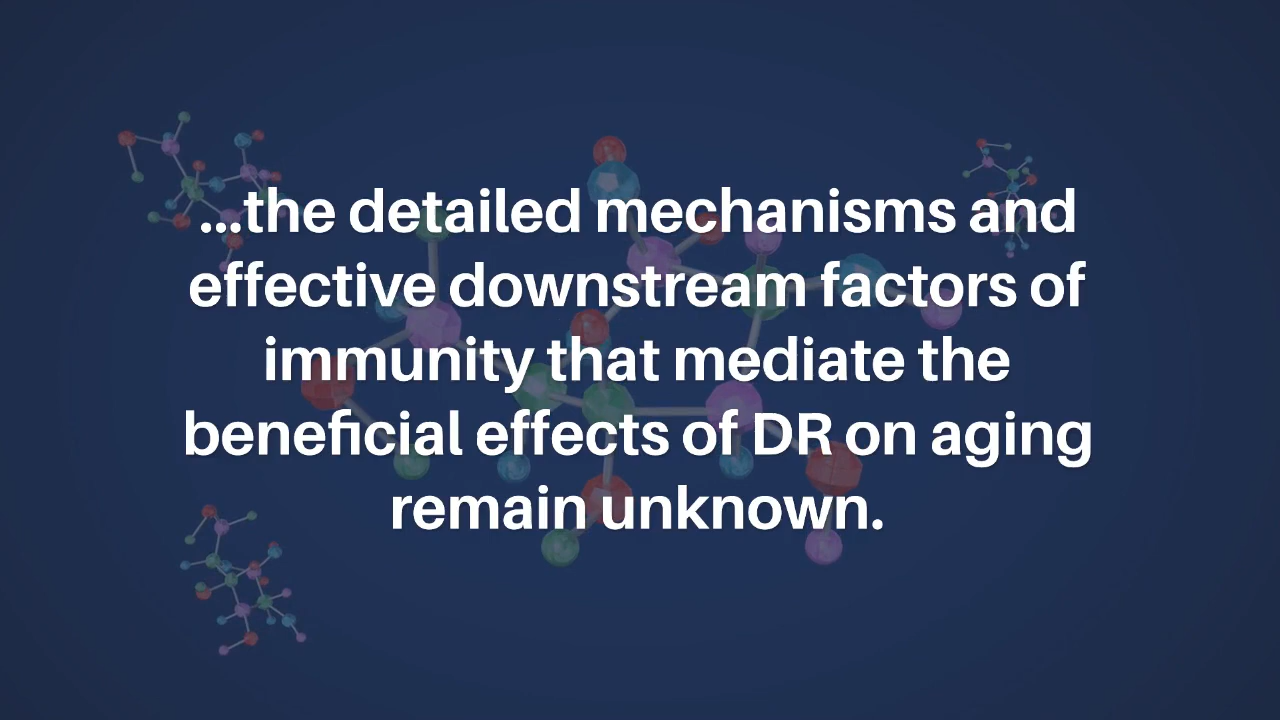 ...the detailed mechanisms and
effective downstream factors of
immunity that mediate the
beneficial effects of DR on aging
remain unknown.